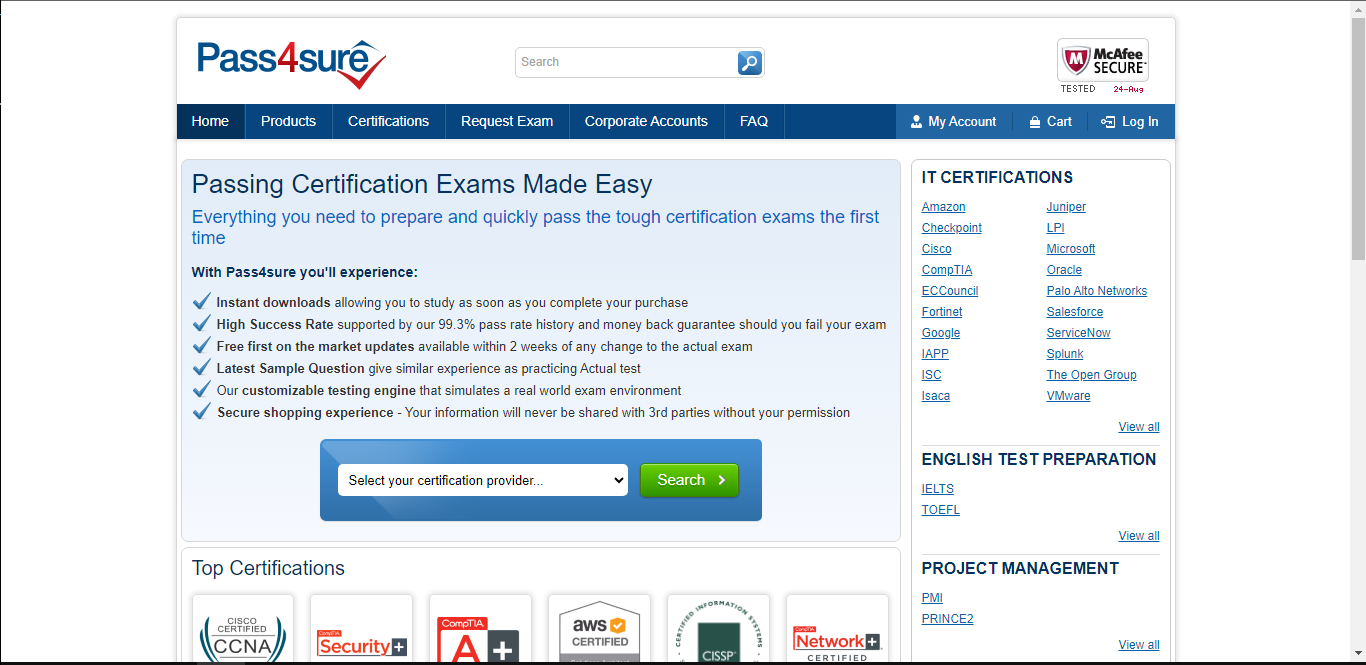 Pass4sure
Search
McAfee
SECURE
TESTED 24-Aug
Home Products Certifications Request Exam Corporate Accounts FAQ My Account Cart Log In
Passing Certification Exams Made Easy
Everything you need to prepare and quickly pass the tough certification exams the first
time
With Pass4sure you'll experience:
Instant downloads allowing you to study as soon as you complete your purchase
High Success Rate supported by our 99.3% pass rate history and money back guarantee should you fail your exam
Free first on the market updates available within 2 weeks of any change to the actual exam
Latest Sample Question give similar experience as practicing Actual test
Our customizable testing engine that simulates a real world exam environment
Secure shopping experience - Your information will never be shared with 3rd parties without your permission
Select your certification provider...
Search
Top Certifications
CISCO
CERTIFIED
CCNA
CompTIA
Security+
CompTIA
A+
aws
CERTIFIED
CERTIFIED INFORMATION SYSTEMS
CISSP
CompTIA
Network+
CERTIFIED
IT CERTIFICATIONS
Amazon Juniper
Checkpoint LPI
Cisco Microsoft
CompTIA Oracle
ECCouncil Palo Alto Networks
Fortinet Salesforce
Google ServiceNow
IAPP Splunk
ISC The Open Group
Isaca VMware
View all
ENGLISH TEST PREPARATION
IELTS
TOEFL
View all
PROJECT MANAGEMENT
PMI
PRINCE2
View all